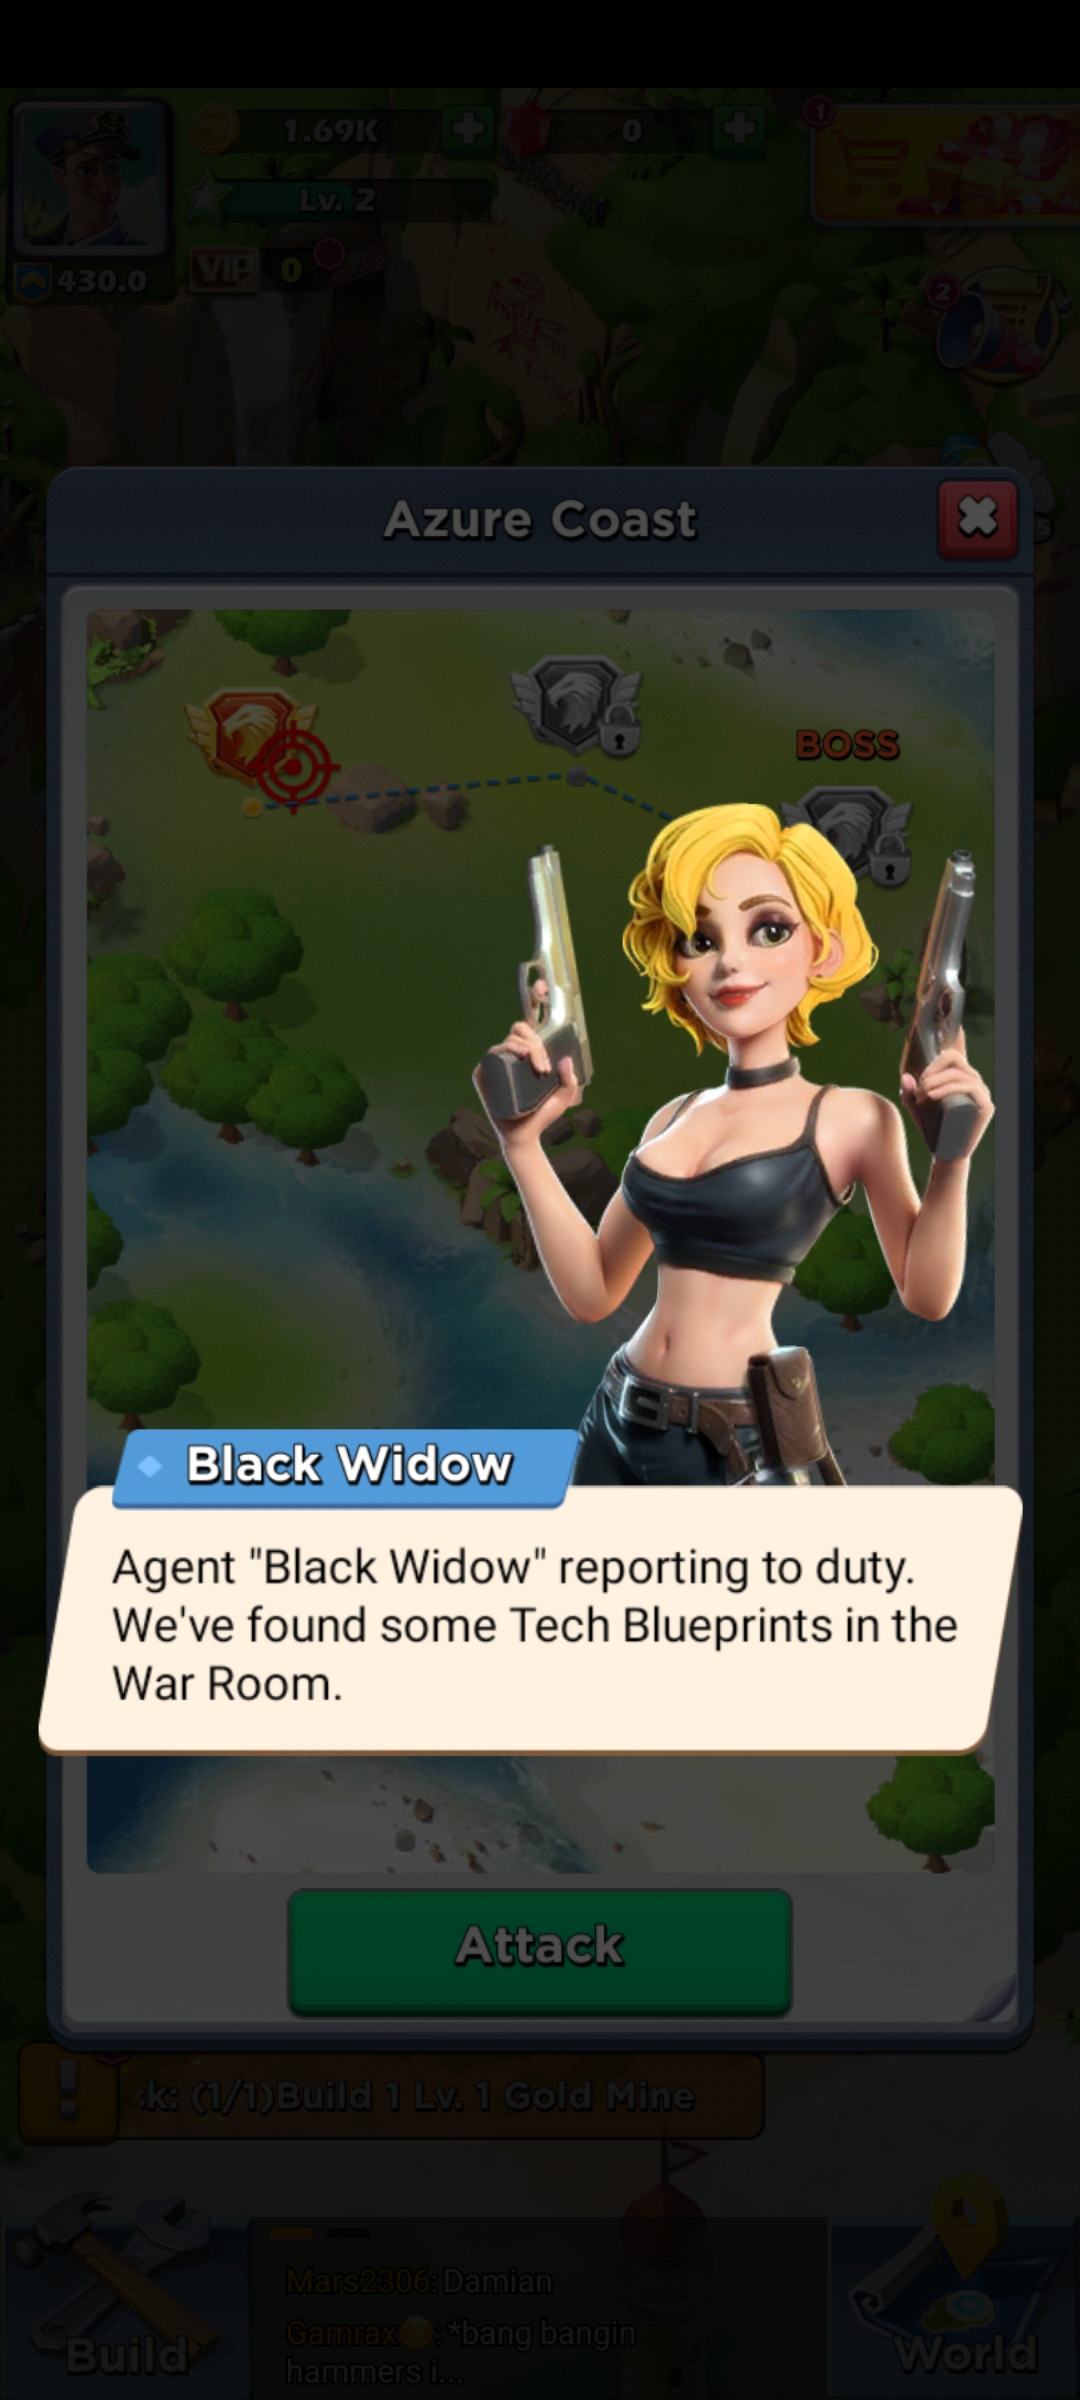 1.69K
0
1
Lv. 2
430.0
VIP 0
2
Azure Coast
BOSS
Black Widow
Agent "Black Widow" reporting to duty.
We've found some Tech Blueprints in the
War Room.
Attack
k: (1/1)Build 1 Lv. 1 Gold Mine
Mars2306: Damian
Gamrax😊:*bang bangin
hammers i...
Build
World